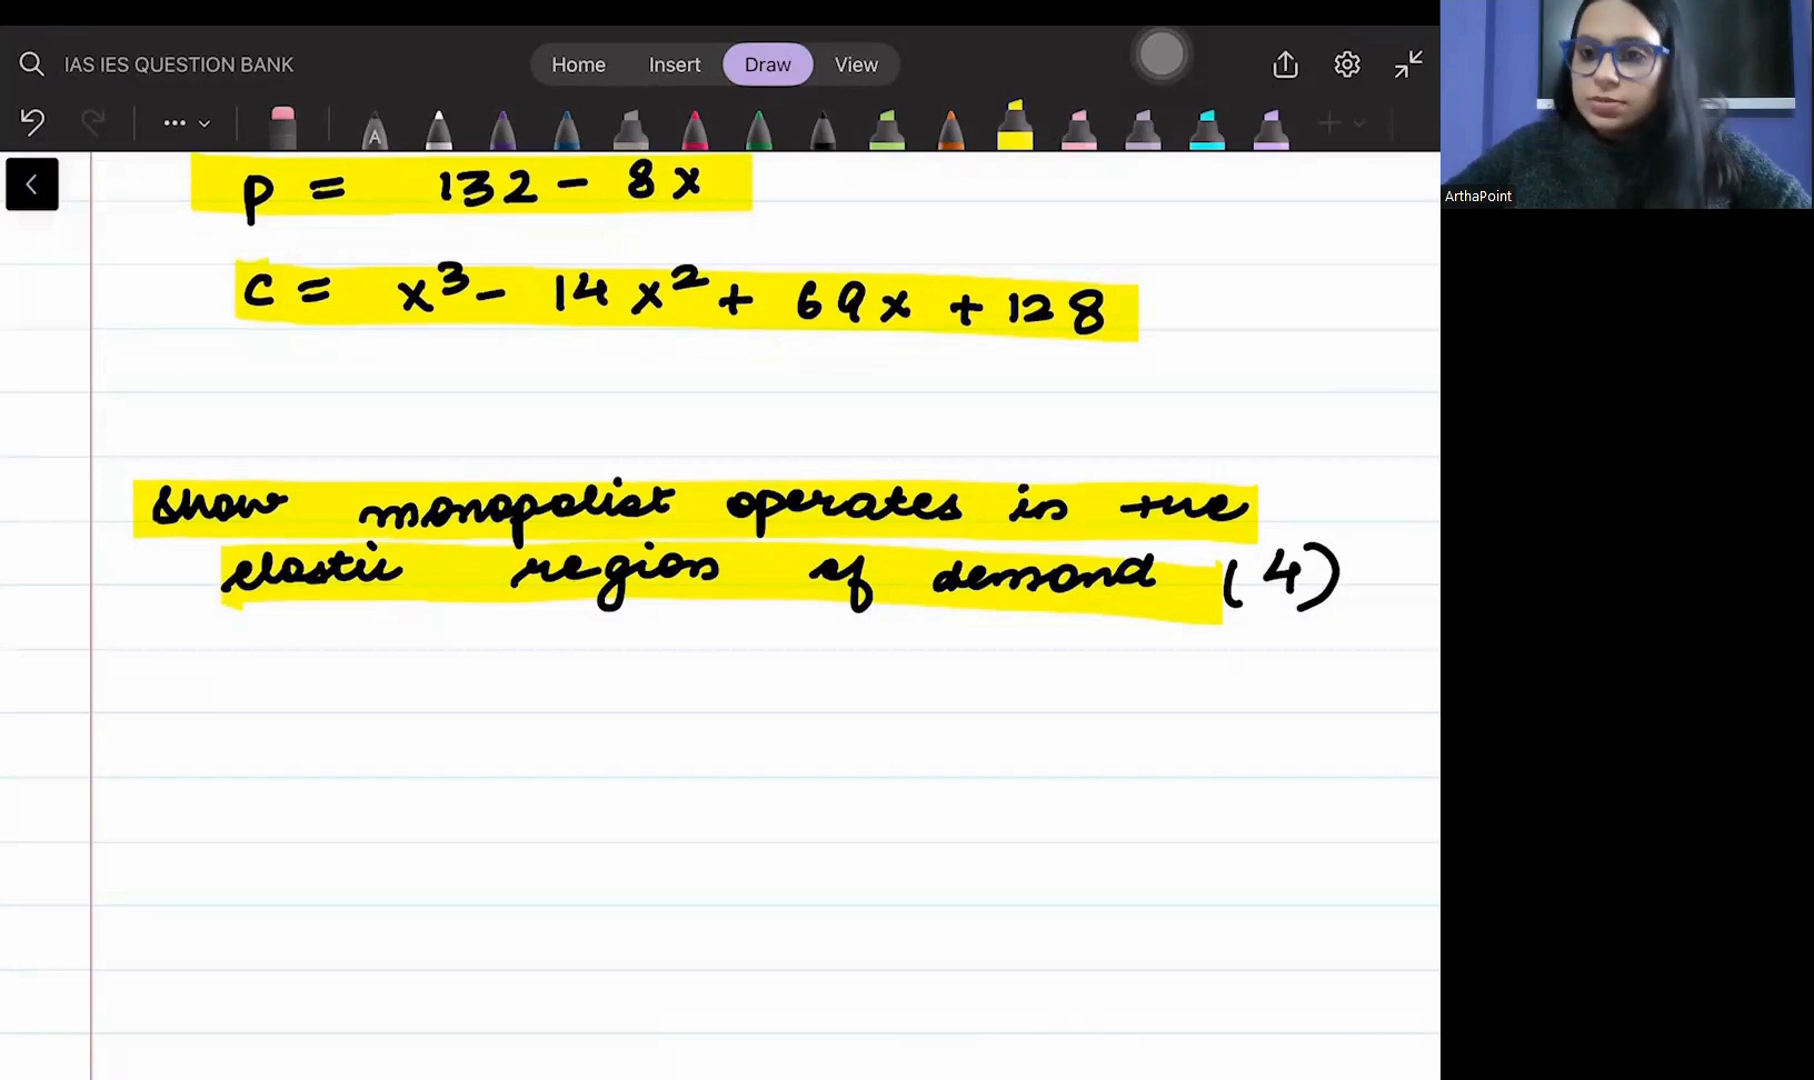 IAS IES QUESTION BANK
Home Insert Draw View
A
ArthaPoint
p = 132 - 8x
c = x³ - 14x² + 69x + 128
show monopolist operates in +ue
elastic region of demand (4)